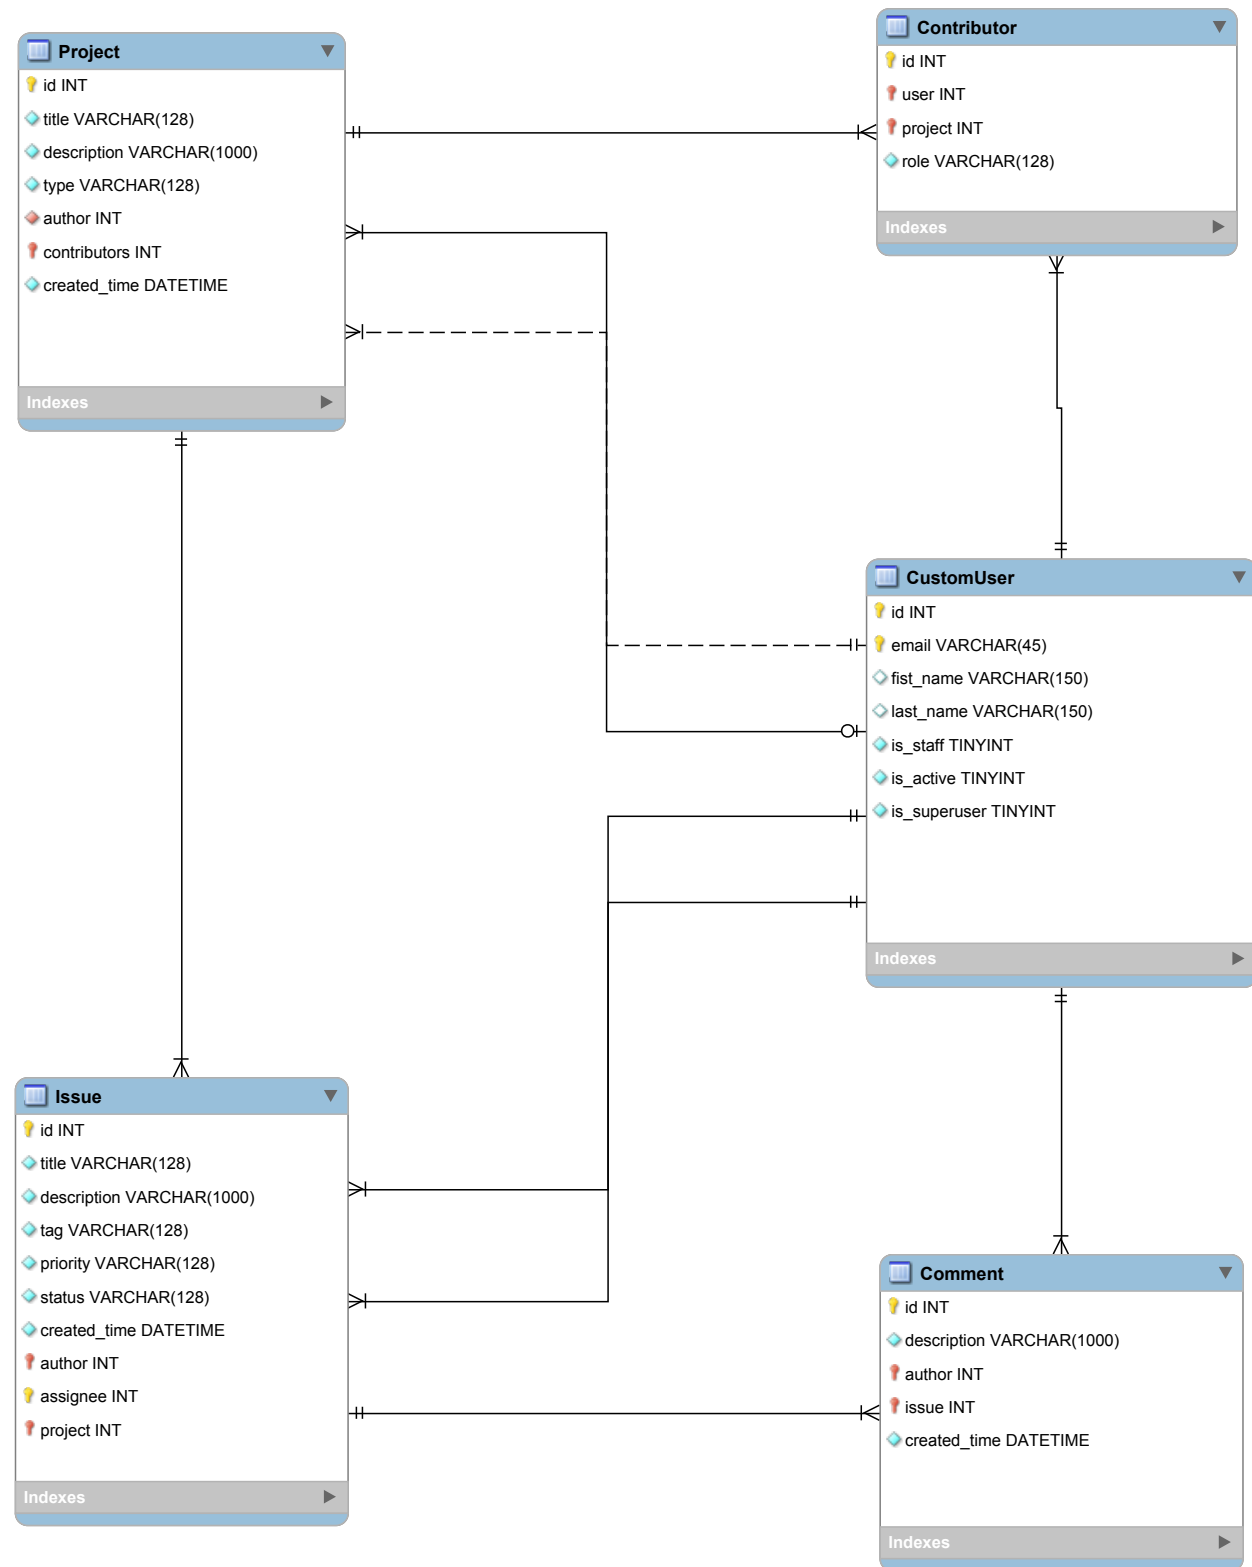 Project
id INT
title VARCHAR(128)
description VARCHAR(1000)
type VARCHAR(128)
author INT
contributors INT
created_time DATETIME
Indexes
Contributor
id INT
user INT
project INT
role VARCHAR(128)
Indexes
CustomUser
id INT
email VARCHAR(45)
fist_name VARCHAR(150)
last_name VARCHAR(150)
is_staff TINYINT
is_active TINYINT
is_superuser TINYINT
Indexes
Issue
id INT
title VARCHAR(128)
description VARCHAR(1000)
tag VARCHAR(128)
priority VARCHAR(128)
status VARCHAR(128)
created_time DATETIME
author INT
assignee INT
project INT
Indexes
Comment
id INT
description VARCHAR(1000)
author INT
issue INT
created_time DATETIME
Indexes